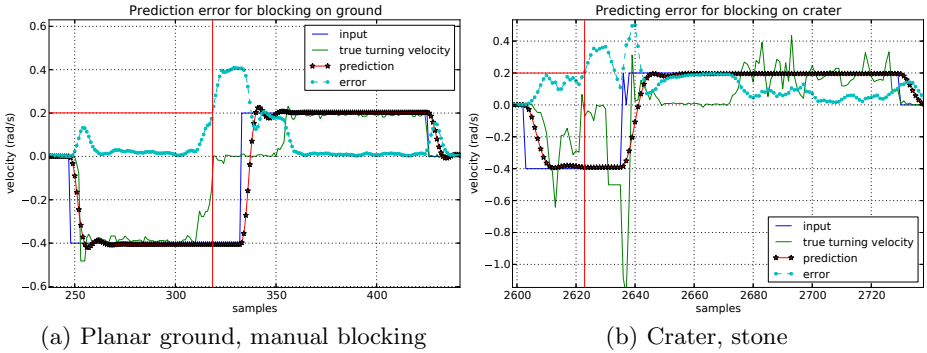 Prediction error for blocking on ground
0.6
0.4
0.2
0.0
−0.2
−0.4
−0.6
velocity (rad/s)
input
true turning velocity
prediction
error
250
300
350
400
samples
(a) Planar ground, manual blocking
Predicting error for blocking on crater
0.4
0.2
0.0
−0.2
−0.4
−0.6
−0.8
−1.0
velocity (rad/s)
input
true turning velocity
prediction
error
2600
2620
2640
2660
2680
2700
2720
samples
(b) Crater, stone